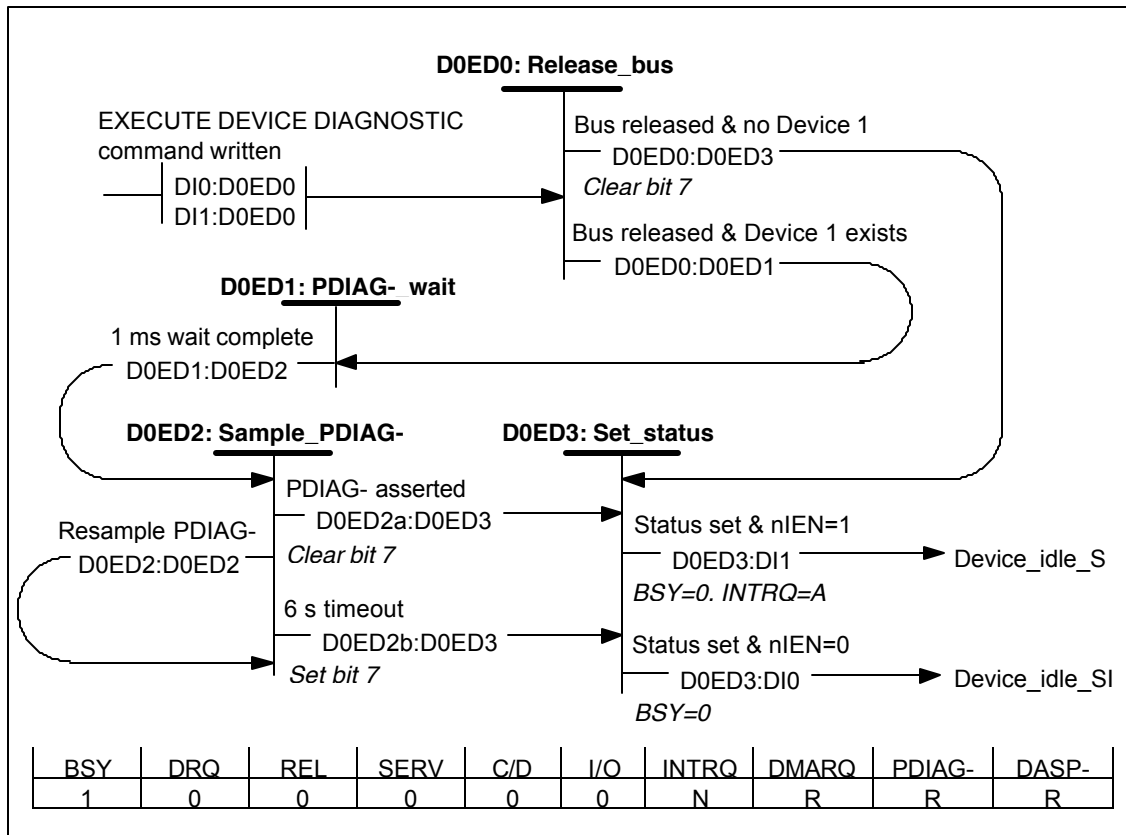 D0ED0: Release_bus
EXECUTE DEVICE DIAGNOSTIC
command written
DI0:D0ED0
DI1:D0ED0
Bus released & no Device 1
D0ED0:D0ED3
Clear bit 7
Bus released & Device 1 exists
D0ED0:D0ED1
D0ED1: PDIAG-_wait
1 ms wait complete
D0ED1:D0ED2
D0ED2: Sample_PDIAG-
D0ED3: Set_status
PDIAG- asserted
D0ED2a:D0ED3
Clear bit 7
Resample PDIAG-
D0ED2:D0ED2
6 s timeout
D0ED2b:D0ED3
Set bit 7
Status set & nIEN=1
D0ED3:DI1
Device_idle_S
BSY=0. INTRQ=A
Status set & nIEN=0
D0ED3:DI0
Device_idle_SI
BSY=0
BSY DRQ REL SERV C/D I/O INTRQ DMARQ PDIAG- DASP-
1 0 0 0 0 0 N R R R